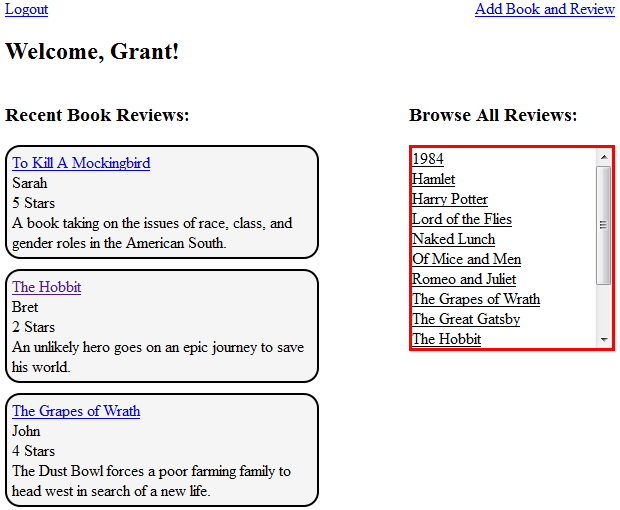 Logout
Add Book and Review
Welcome, Grant!
Recent Book Reviews:
To Kill A Mockingbird
Sarah
5 Stars
A book taking on the issues of race, class, and
gender roles in the American South.
The Hobbit
Bret
2 Stars
An unlikely hero goes on an epic journey to save
his world.
The Grapes of Wrath
John
4 Stars
The Dust Bowl forces a poor farming family to
head west in search of a new life.
Browse All Reviews:
1984
Hamlet
Harry Potter
Lord of the Flies
Naked Lunch
Of Mice and Men
Romeo and Juliet
The Grapes of Wrath
The Great Gatsby
The Hobbit